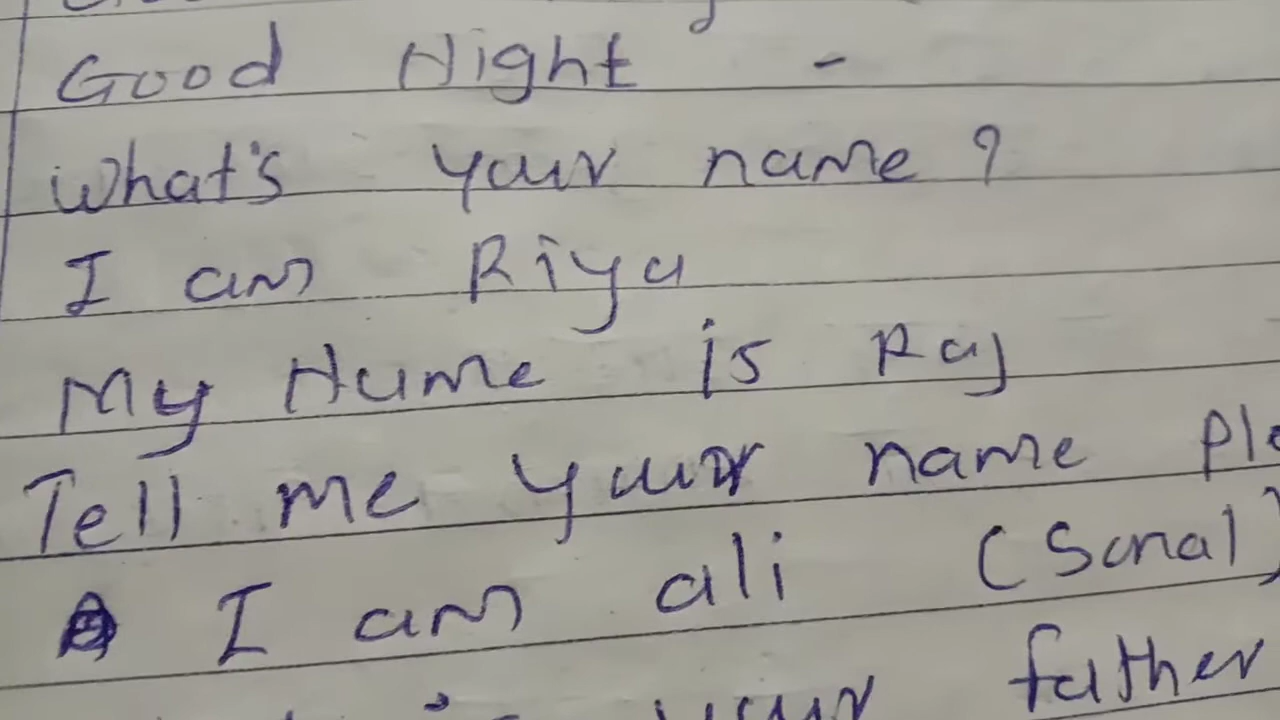 Good Night -
What's your name ?
I am Riya
My Name is Raj
Tell me your name
I am ali (Sonal)
your father